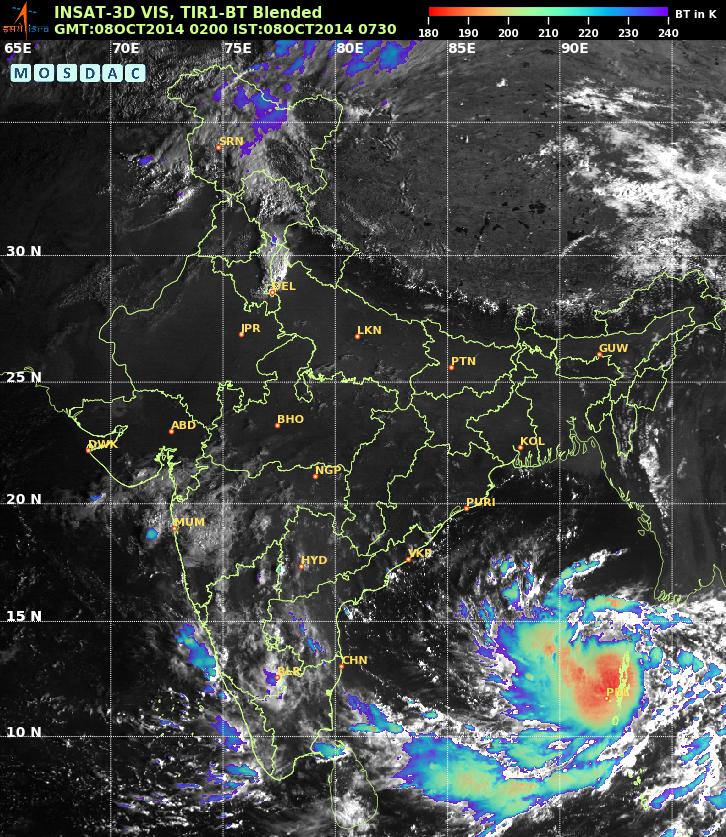 INSAT-3D VIS, TIR1-BT Blended
GMT:08OCT2014 0200 IST:08OCT2014 0730
BT in K
180 190 200 210 220 230 240
65E 70E 75E 80E 85E 90E
MOSDAC
SRN
30 N
DEL
JPR LKN
GUW
PTN
25 N
ABD BHO
DWK KOL
NGP
20 N PURI
MUM
VKP
HYD
15 N
CHN
BLR
10 N